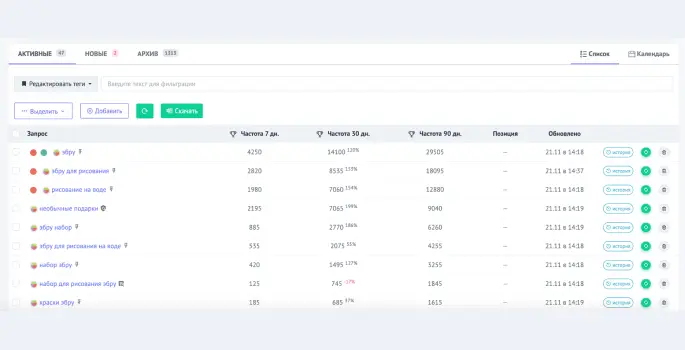 АКТИВНЫЕ 47 НОВЫЕ 2 АРХИВ 1313 Список Календарь
Редактировать теги Введите текст для фильтрации
Выделить Добавить Скачать
Запрос Частота 7 дн. Частота 30 дн. Частота 90 дн. Позиция Обновлено
эбру 4250 14100 120% 29505 -- 21.11 в 14:18 история
эбру для рисования 2820 8535 133% 18095 -- 21.11 в 14:37 история
рисование на воде 1980 7060 154% 12880 -- 21.11 в 14:18 история
необычные подарки 2195 7065 199% 9040 -- 21.11 в 14:19 история
эбру набор 885 2770 186% 6260 -- 21.11 в 14:19 история
эбру для рисования на воде 535 2075 55% 4255 -- 21.11 в 14:18 история
набор эбру 420 1495 127% 3255 -- 21.11 в 14:18 история
набор для рисования эбру 125 745 -17% 1845 -- 21.11 в 14:18 история
краски эбру 185 685 37% 1615 -- 21.11 в 14:19 история